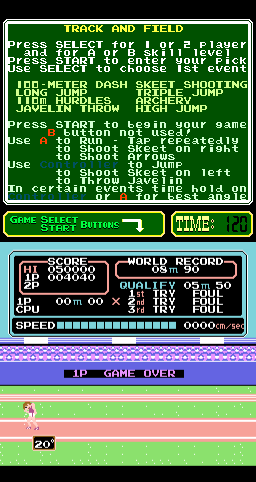 TRACK AND FIELD
Press SELECT for 1 or 2 player
and for A or B skill level
Press START to enter your pick
Use SELECT to choose 1st event
100-METER DASH SKEET SHOOTING
LONG JUMP TRIPLE JUMP
110m HURDLES ARCHERY
JAVELIN THROW HIGH JUMP
Press START to begin your game
B button not used!
Use A to Run - Tap repeatedly
to Shoot Skeet on right
to Shoot Arrows
Use Controller to Jump
to Shoot Skeet on left
to Throw Javelin
In certain events time hold on
Controller or A for best angle
GAME SELECT
START BUTTONS
TIME: 120
SCORE
HI 050000
1P 004040
2P
WORLD RECORD
08m 90
QUALIFY 05m 50
1P 00m 00 X 1st TRY FOUL
CPU 2nd TRY FOUL
3rd TRY FOUL
SPEED 0000cm/sec
1P GAME OVER
20°